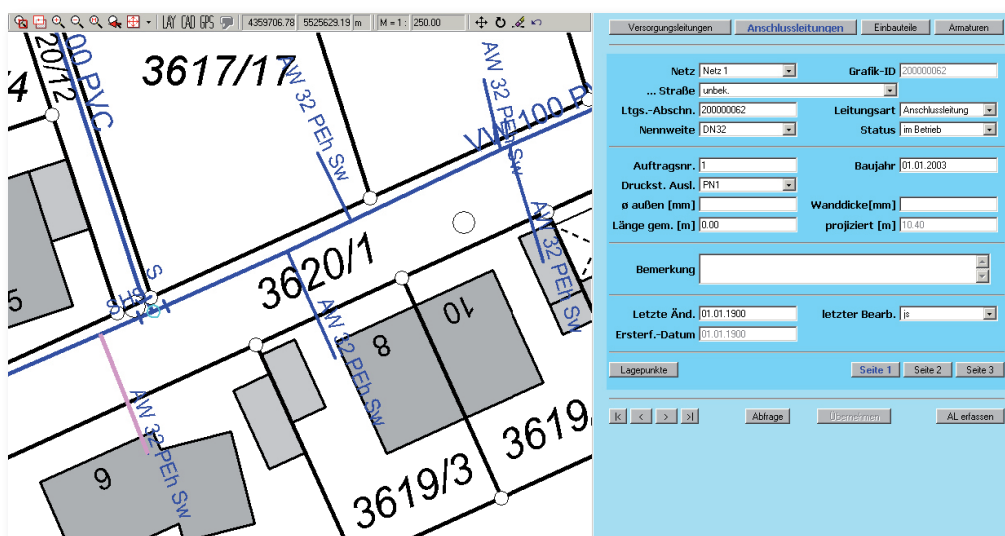 LAY CAD GPS 4359706.78 5525629.19 m M = 1 : 250.00
Versorgungsleitungen Anschlussleitungen Einbauteile Armaturen
Netz Netz 1 Grafik-ID 200000062
... Straße unbek.
Ltgs.-Abschn. 200000062 Leitungsart Anschlussleitung
Nennweite DN32 Status im Betrieb
Auftragsnr. 1 Baujahr 01.01.2003
Druckst. Ausl. PN1
ø außen [mm] Wanddicke[mm]
Länge gem. [m] 0.00 projiziert [m] 10.40
Bemerkung
Letzte Änd. 01.01.1900 letzter Bearb. js
Ersterf.-Datum 01.01.1900
Lagepunkte Seite 1 Seite 2 Seite 3
Abfrage Übernehmen AL erfassen
20/12
00 PVC
3617/17
AW 32 PEh Sw
AW 32 PEh Sw
VW 100 P
4
5
S
S
3620/1
AW 32 PEh Sw
AW 32 PEh Sw
AW 32 PEh Sw
10
8
9
3619/3
3619/